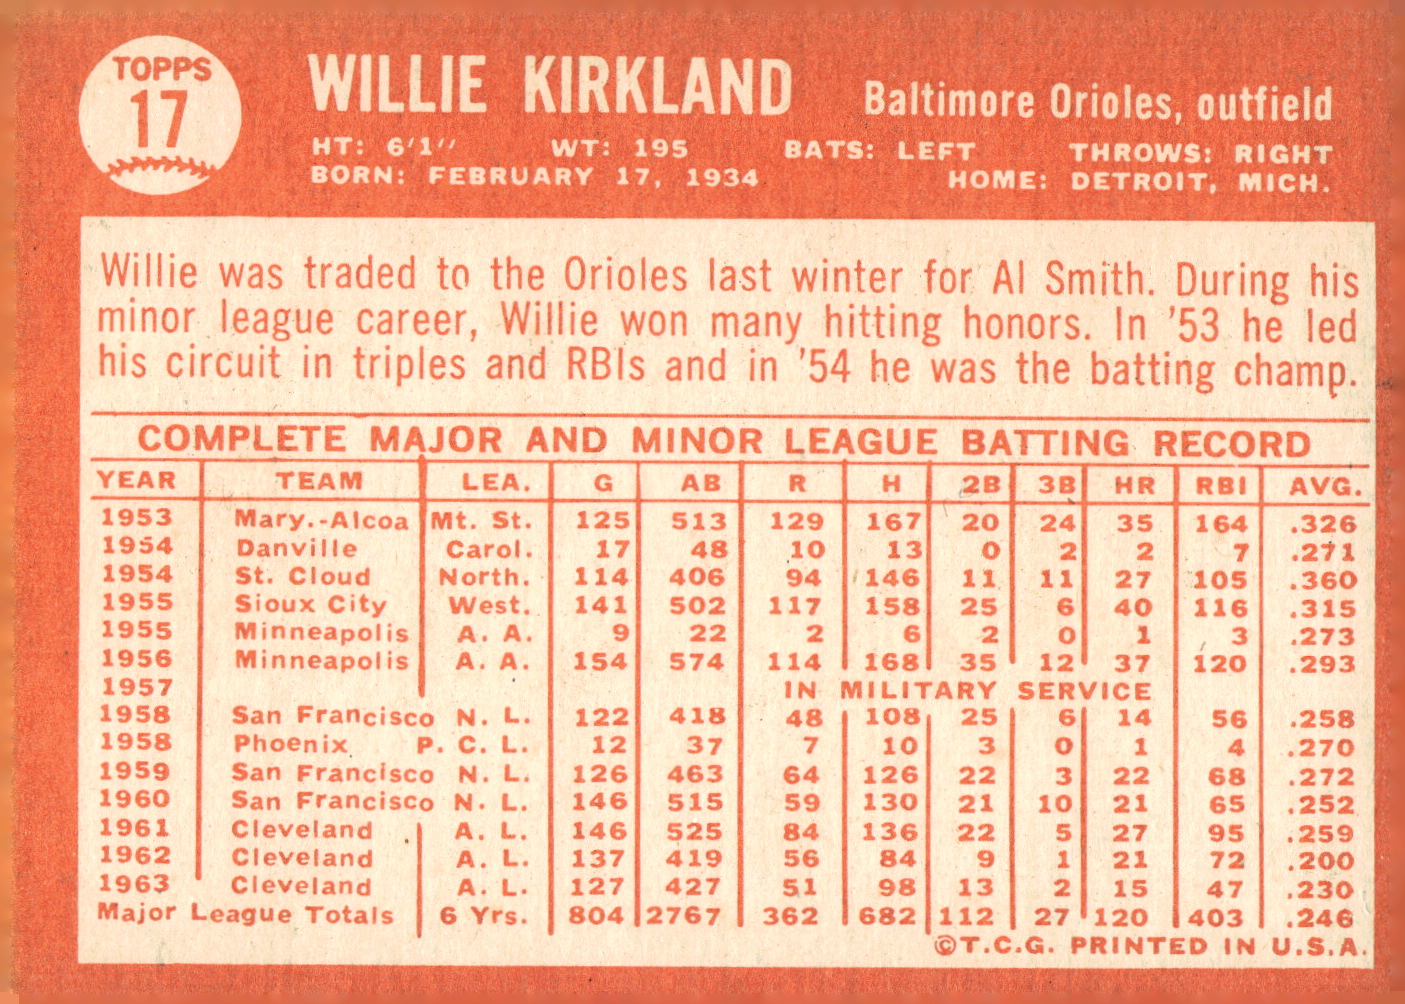 TOPPS
17
WILLIE KIRKLAND
Baltimore Orioles, outfield
HT: 6'1" WT: 195 BATS: LEFT THROWS: RIGHT
BORN: FEBRUARY 17, 1934 HOME: DETROIT, MICH.
Willie was traded to the Orioles last winter for Al Smith. During his
minor league career, Willie won many hitting honors. In '53 he led
his circuit in triples and RBIs and in '54 he was the batting champ.
COMPLETE MAJOR AND MINOR LEAGUE BATTING RECORD
YEAR TEAM LEA. G AB R H 2B 3B HR RBI AVG.
1953 Mary.-Alcoa Mt. St. 125 513 129 167 20 24 35 164 .326
1954 Danville Carol. 17 48 10 13 0 2 2 7 .271
1954 St. Cloud North. 114 406 94 146 11 11 27 105 .360
1955 Sioux City West. 141 502 117 158 25 6 40 116 .315
1955 Minneapolis A. A. 9 22 2 6 2 0 1 3 .273
1956 Minneapolis A. A. 154 574 114 168 35 12 37 120 .293
1957 IN MILITARY SERVICE
1958 San Francisco N. L. 122 418 48 108 25 6 14 56 .258
1958 Phoenix P. C. L. 12 37 7 10 3 0 1 4 .270
1959 San Francisco N. L. 126 463 64 126 22 3 22 68 .272
1960 San Francisco N. L. 146 515 59 130 21 10 21 65 .252
1961 Cleveland A. L. 146 525 84 136 22 5 27 95 .259
1962 Cleveland A. L. 137 419 56 84 9 1 21 72 .200
1963 Cleveland A. L. 127 427 51 98 13 2 15 47 .230
Major League Totals 6 Yrs. 804 2767 362 682 112 27 120 403 .246
©T.C.G. PRINTED IN U.S.A.